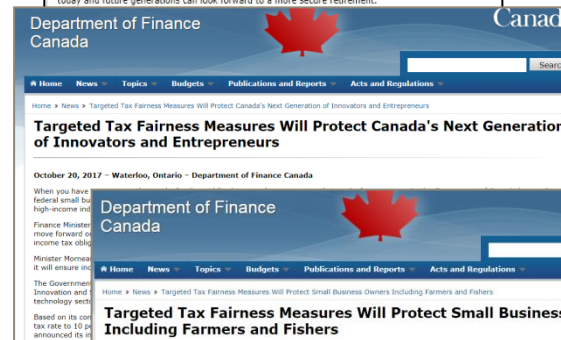 today and future generations can look forward to a more secure retirement.
Department of Finance
Canada
Canad
Searc
Home News Topics Budgets Publications and Reports Acts and Regulations
Home > News > Targeted Tax Fairness Measures Will Protect Canada's Next Generation of Innovators and Entrepreneurs
Targeted Tax Fairness Measures Will Protect Canada's Next Generation
of Innovators and Entrepreneurs
October 20, 2017 – Waterloo, Ontario – Department of Finance Canada
When you have
federal small bu
high-income ind
Finance Minister
move forward o
income tax oblig
Minister Mornea
it will ensure inc
The Governmen
Innovation and
technology secto
Based on its con
tax rate to 10 p
announced its in
Department of Finance
Canada
Home News Topics Budgets Publications and Reports Acts and Regulations
Home > News > Targeted Tax Fairness Measures Will Protect Small Business Owners Including Farmers and Fishers
Targeted Tax Fairness Measures Will Protect Small Business
Including Farmers and Fishers